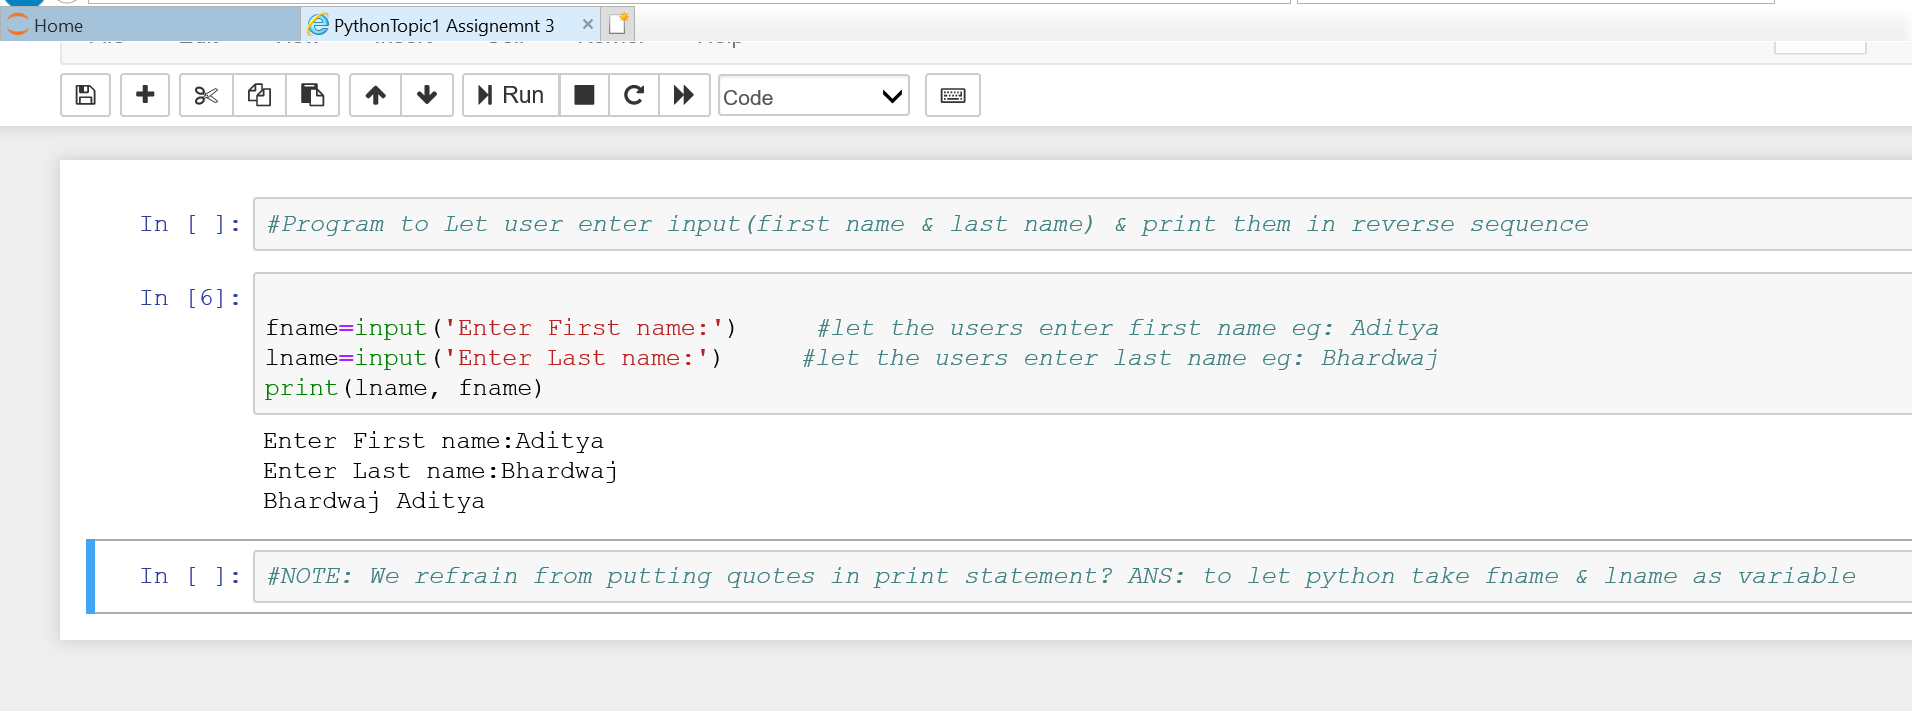 Home
PythonTopic1 Assignemnt 3
Run
Code
In [ ]: #Program to Let user enter input(first name & last name) & print them in reverse sequence
In [6]:
fname=input('Enter First name:') #let the users enter first name eg: Aditya
lname=input('Enter Last name:') #let the users enter last name eg: Bhardwaj
print(lname, fname)
Enter First name:Aditya
Enter Last name:Bhardwaj
Bhardwaj Aditya
In [ ]: #NOTE: We refrain from putting quotes in print statement? ANS: to let python take fname & lname as variable